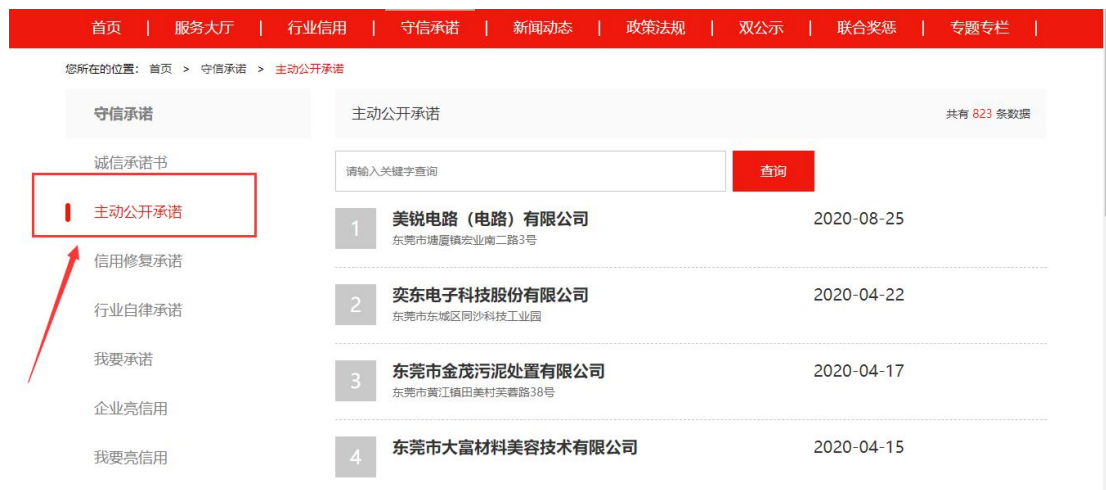 首页 | 服务大厅 | 行业信用 | 守信承诺 | 新闻动态 | 政策法规 | 双公示 | 联合奖惩 | 专题专栏 |
您所在的位置: 首页 > 守信承诺 > 主动公开承诺
守信承诺
诚信承诺书
主动公开承诺
信用修复承诺
行业自律承诺
我要承诺
企业亮信用
我要亮信用
主动公开承诺 共有 823 条数据
请输入关键字查询 查询
1 美锐电路（电路）有限公司 2020-08-25
东莞市塘厦镇宏业南二路3号
2 奕东电子科技股份有限公司 2020-04-22
东莞市东城区同沙科技工业园
3 东莞市金茂污泥处置有限公司 2020-04-17
东莞市黄江镇田美村芙蓉路38号
4 东莞市大富材料美容技术有限公司 2020-04-15